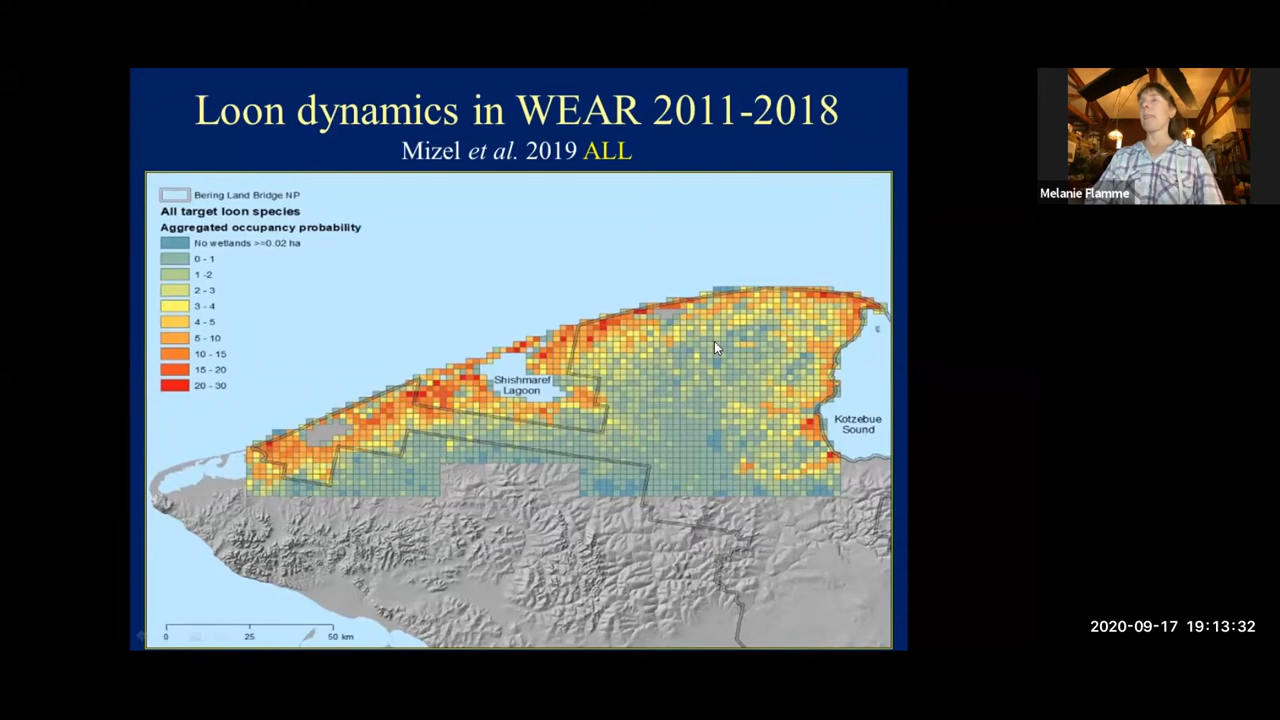 Loon dynamics in WEAR 2011-2018
Mizel et al. 2019 ALL
Bering Land Bridge NP
All target loon species
Aggregated occupancy probability
No wetlands >=0.02 ha
0 - 1
1 -2
2 - 3
3 - 4
4 - 5
5 - 10
10 - 15
15 - 20
20 - 30
Shishmaref
Lagoon
Kotzebue
Sound
0 25 50 km
Melanie Flamme
2020-09-17 19:13:32